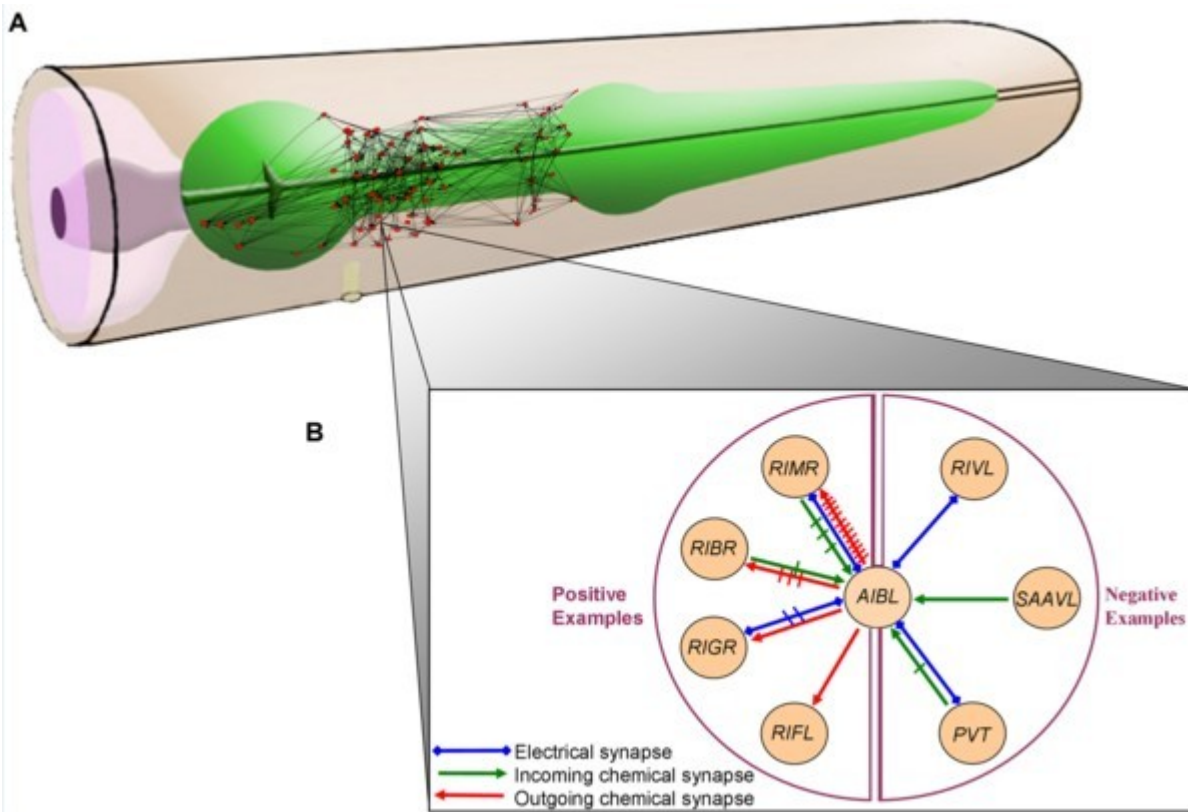 A
B
RIMR
RIVL
RIBR
Positive
Examples
AIBL
SAAVL
Negative
Examples
RIGR
RIFL
PVT
Electrical synapse
Incoming chemical synapse
Outgoing chemical synapse